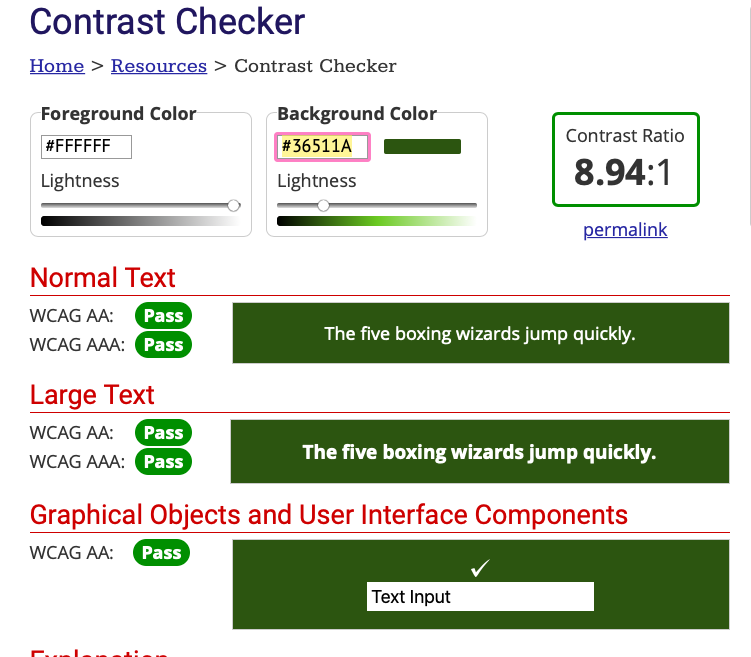 Contrast Checker
Home > Resources > Contrast Checker
Foreground Color
#FFFFFF
Lightness
Background Color
#36511A
Lightness
Contrast Ratio
8.94:1
permalink
Normal Text
WCAG AA: Pass
WCAG AAA: Pass
The five boxing wizards jump quickly.
Large Text
WCAG AA: Pass
WCAG AAA: Pass
The five boxing wizards jump quickly.
Graphical Objects and User Interface Components
WCAG AA: Pass
✓
Text Input
Explanation